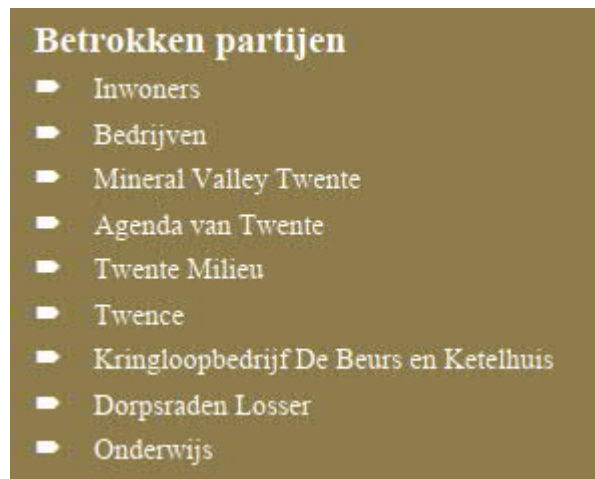 Betrokken partijen
Inwoners
Bedrijven
Mineral Valley Twente
Agenda van Twente
Twente Milieu
Twence
Kringloopbedrijf De Beurs en Ketelhuis
Dorpsraden Losser
Onderwijs